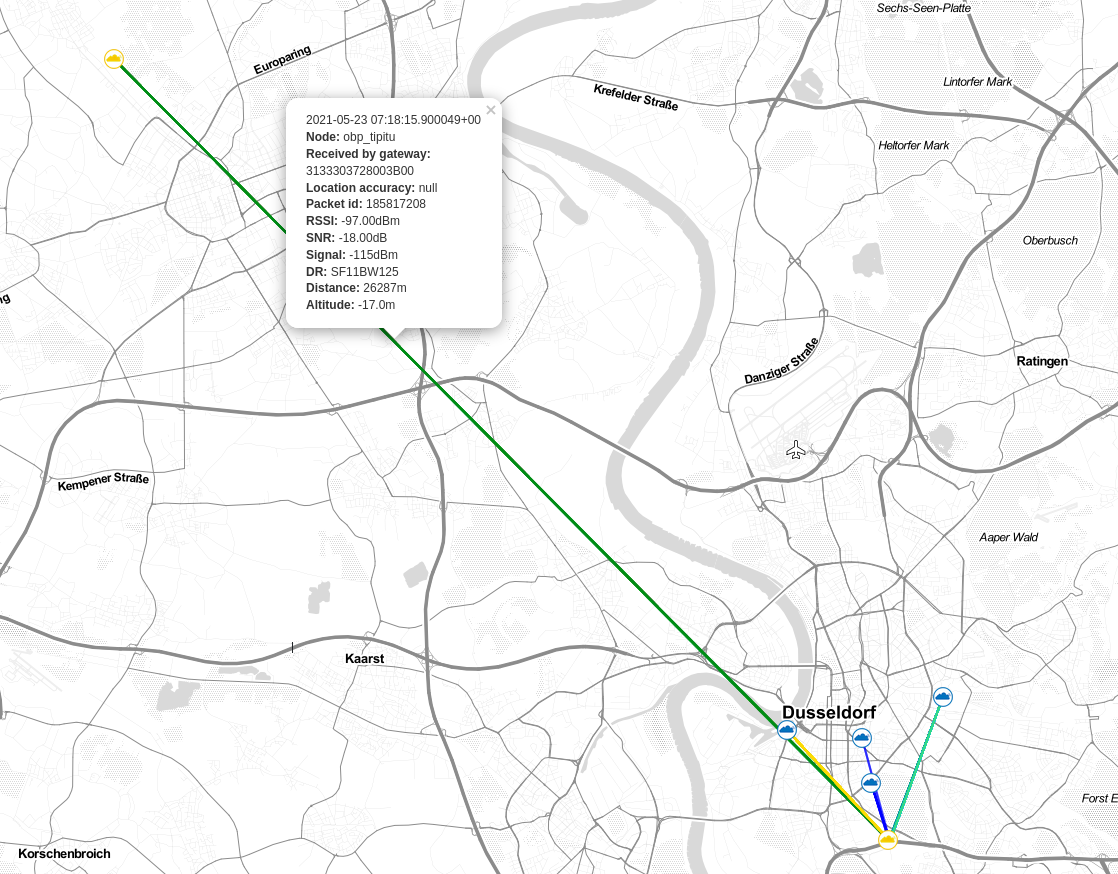 Sechs-Seen-Platte
Europaring
Lintorfer Mark
Krefelder Straße
×
2021-05-23 07:18:15.900049+00
Node: obp_tipitu
Received by gateway:
3133303728003B00
Location accuracy: null
Packet id: 185817208
RSSI: -97.00dBm
SNR: -18.00dB
Signal: -115dBm
DR: SF11BW125
Distance: 26287m
Altitude: -17.0m
Heltorfer Mark
Oberbusch
ng
Danziger Straße
Ratingen
Kempener Straße
Aaper Wald
Kaarst
Dusseldorf
Forst E
Korschenbroich